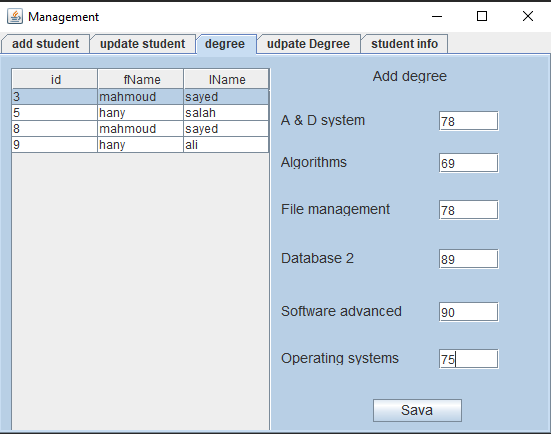 Management
add student update student degree udpate Degree student info
id fName lName
3 mahmoud sayed
5 hany salah
8 mahmoud sayed
9 hany ali
Add degree
A & D system 78
Algorithms 69
File management 78
Database 2 89
Software advanced 90
Operating systems 75
Sava